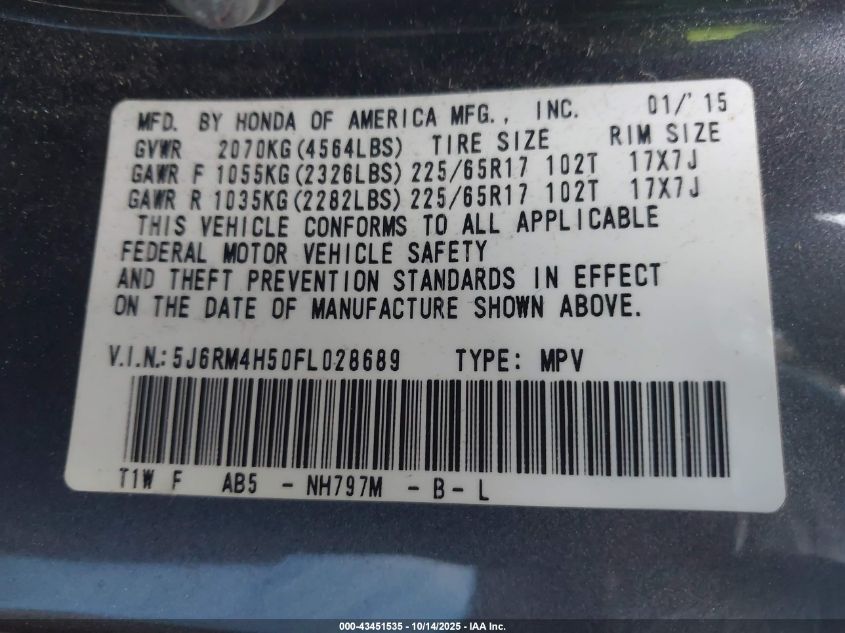 MFD. BY HONDA OF AMERICA MFG., INC. 01/'15
GVWR 2070KG(4564LBS) TIRE SIZE RIM SIZE
GAWR F 1055KG(2326LBS) 225/65R17 102T 17X7J
GAWR R 1035KG(2282LBS) 225/65R17 102T 17X7J
THIS VEHICLE CONFORMS TO ALL APPLICABLE
FEDERAL MOTOR VEHICLE SAFETY
AND THEFT PREVENTION STANDARDS IN EFFECT
ON THE DATE OF MANUFACTURE SHOWN ABOVE.
V.I.N.: 5J6RM4H50FL028689 TYPE: MPV
T1W F AB5 - NH797M - B - L
000-43451535 - 10/14/2025 - IAA Inc.